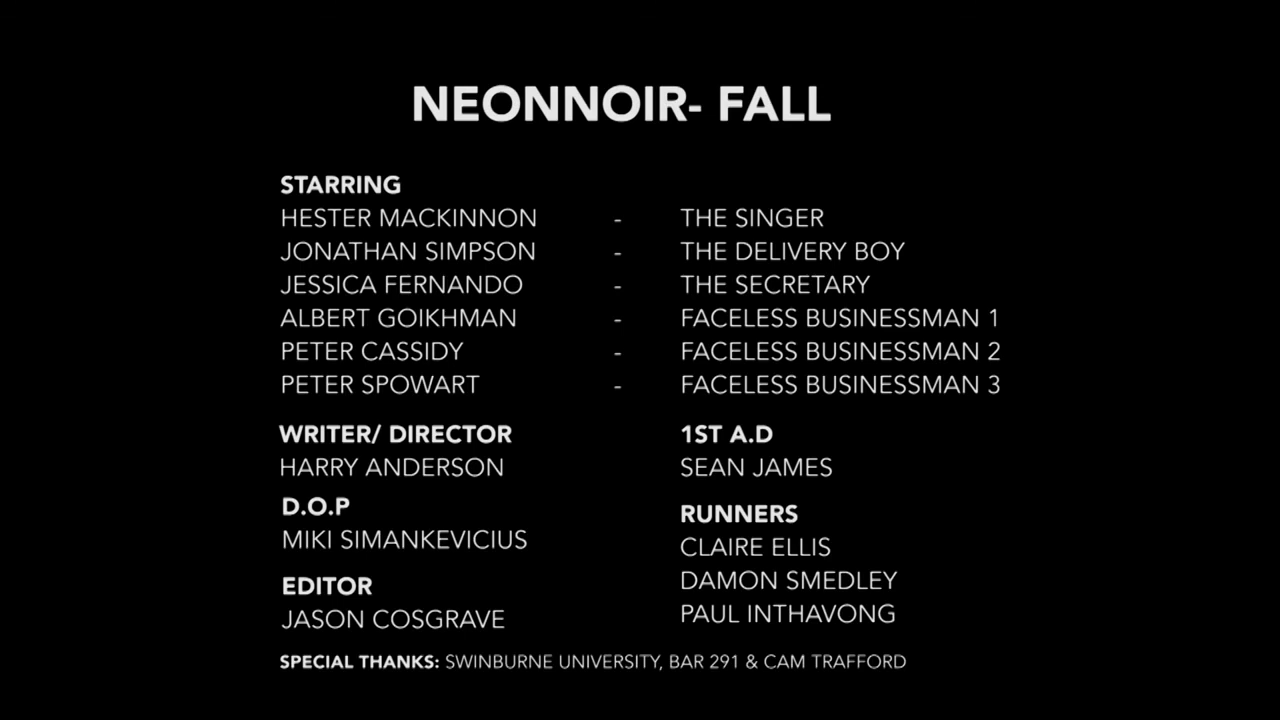 NEONNOIR- FALL
STARRING
HESTER MACKINNON - THE SINGER
JONATHAN SIMPSON - THE DELIVERY BOY
JESSICA FERNANDO - THE SECRETARY
ALBERT GOIKHMAN - FACELESS BUSINESSMAN 1
PETER CASSIDY - FACELESS BUSINESSMAN 2
PETER SPOWART - FACELESS BUSINESSMAN 3
WRITER/ DIRECTOR
HARRY ANDERSON
D.O.P
MIKI SIMANKEVICIUS
EDITOR
JASON COSGRAVE
1ST A.D
SEAN JAMES
RUNNERS
CLAIRE ELLIS
DAMON SMEDLEY
PAUL INTHAVONG
SPECIAL THANKS: SWINBURNE UNIVERSITY, BAR 291 & CAM TRAFFORD